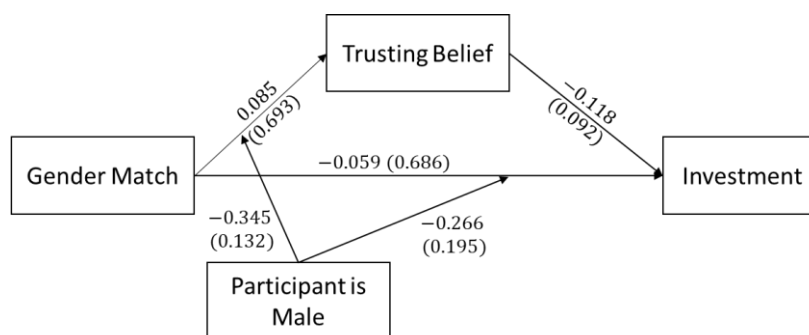 Trusting Belief
0.085
(0.693)
−0.118
(0.092)
Gender Match
−0.059 (0.686)
Investment
−0.345
(0.132)
−0.266
(0.195)
Participant is
Male